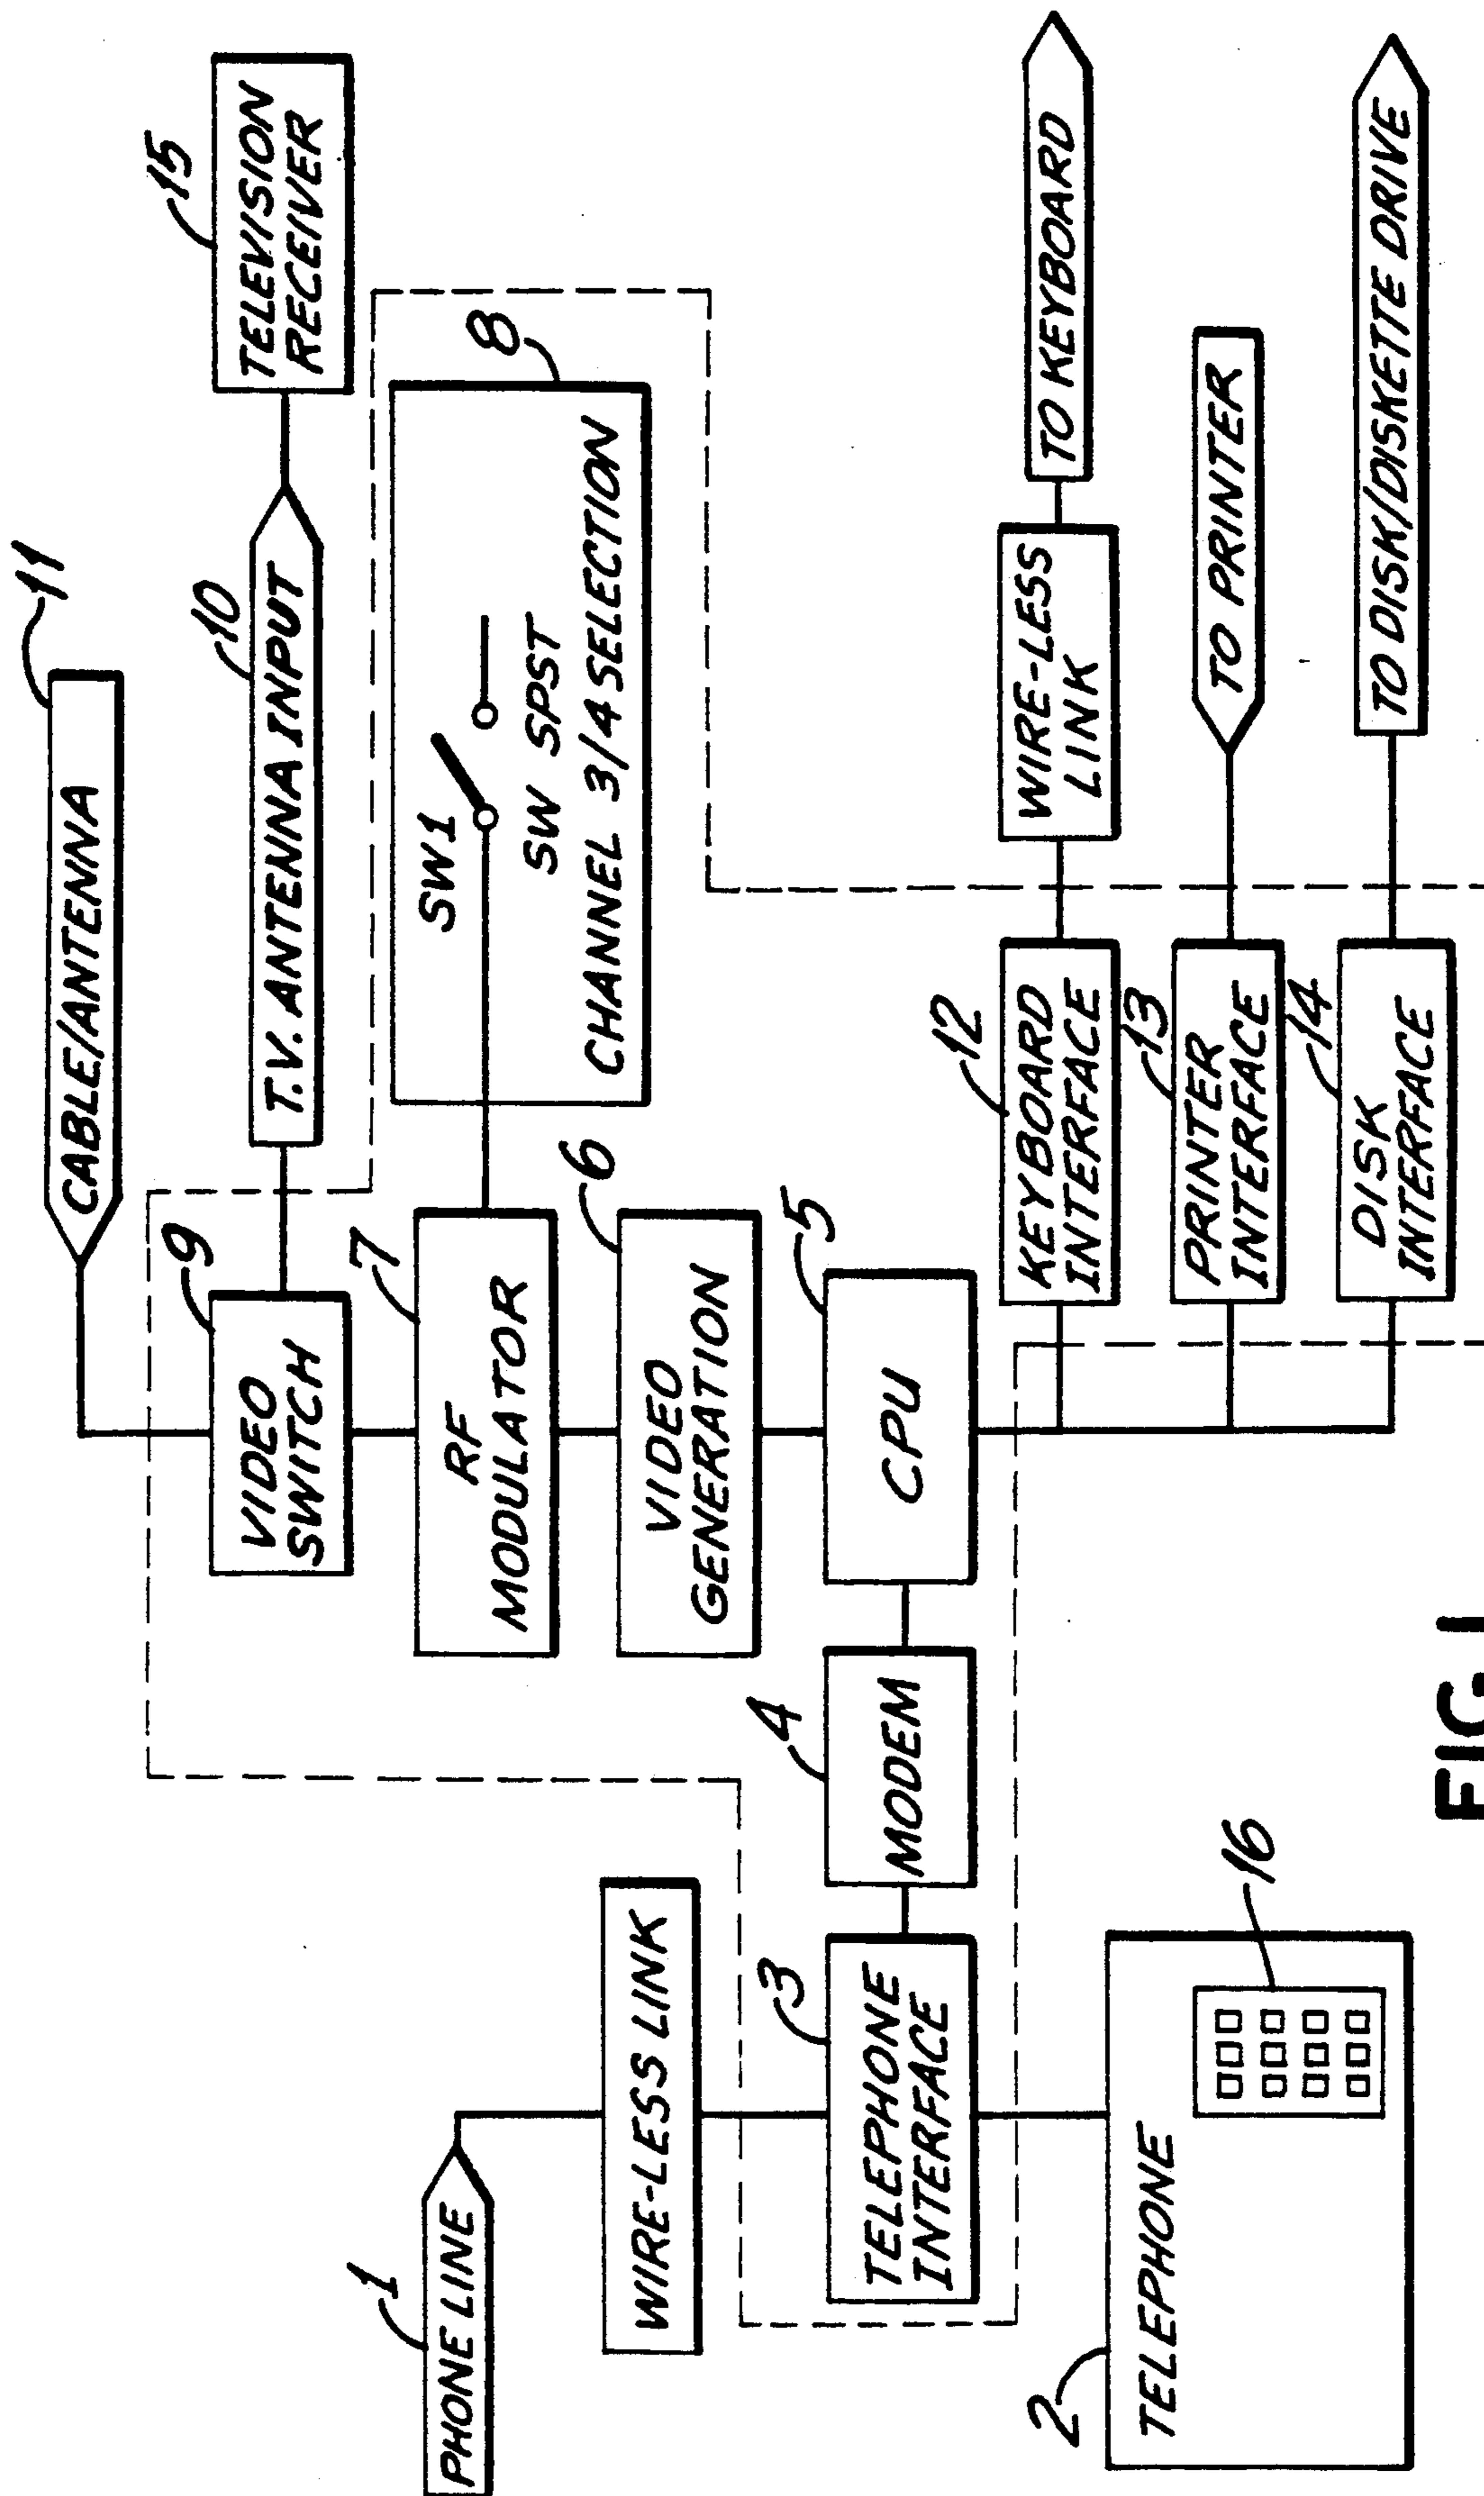 11
CABLE/ANTENNA
15
TELEVISION
RECEIVER
10
T.V. ANTENNA INPUT
9
VIDEO
SWITCH
8
SW1
SW SPST
CHANNEL 3/4 SELECTION
7
RF
MODULATOR
6
VIDEO
GENERATION
1
PHONE LINE
WIRE-LESS LINK
3
TELEPHONE
INTERFACE
4
MODEM
5
CPU
12
KEYBOARD
INTERFACE
WIRE-LESS
LINK
TO KEYBOARD
13
PRINTER
INTERFACE
TO PRINTER
14
DISK
INTERFACE
TO DISK/DISKETTE DRIVE
2
TELEPHONE
16
FIG. 1